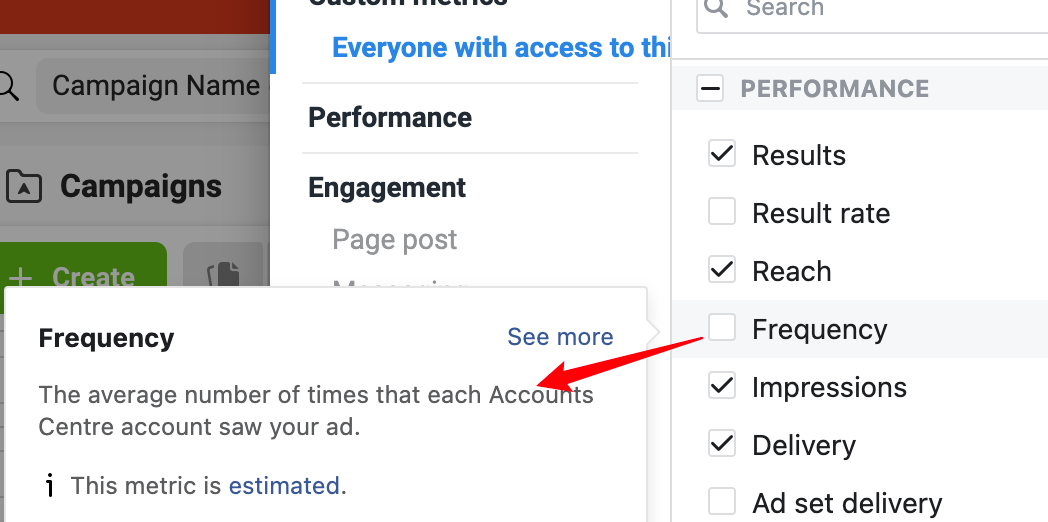 Custom metrics
Everyone with access to thi
Search
PERFORMANCE
Campaign Name
Performance
Results
Campaigns
Engagement
Result rate
Page post
Reach
Create
Messaging
Frequency
See more
Frequency
The average number of times that each Accounts
Centre account saw your ad.
Impressions
Delivery
i This metric is estimated.
Ad set delivery